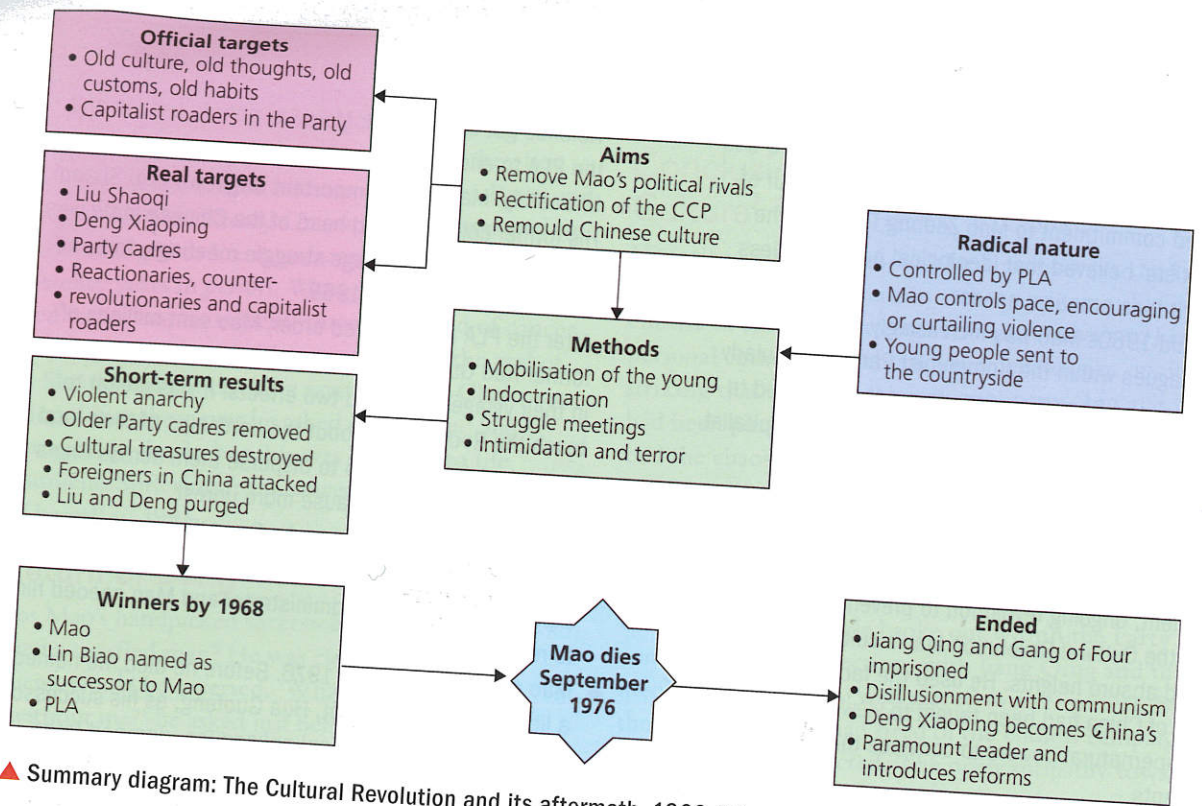 Official targets
• Old culture, old thoughts, old
customs, old habits
• Capitalist roaders in the Party
Real targets
• Liu Shaoqi
• Deng Xiaoping
• Party cadres
• Reactionaries, counter-
• revolutionaries and capitalist
roaders
Aims
• Remove Mao's political rivals
• Rectification of the CCP
• Remould Chinese culture
Radical nature
• Controlled by PLA
• Mao controls pace, encouraging
or curtailing violence
• Young people sent to
the countryside
Methods
• Mobilisation of the young
• Indoctrination
• Struggle meetings
• Intimidation and terror
Short-term results
• Violent anarchy
• Older Party cadres removed
• Cultural treasures destroyed
• Foreigners in China attacked
• Liu and Deng purged
Winners by 1968
• Mao
• Lin Biao named as
successor to Mao
• PLA
Mao dies
September
1976
Ended
• Jiang Qing and Gang of Four
imprisoned
• Disillusionment with communism
• Deng Xiaoping becomes China's
• Paramount Leader and
introduces reforms
▲ Summary diagram: The Cultural Revolution and its aftermath,